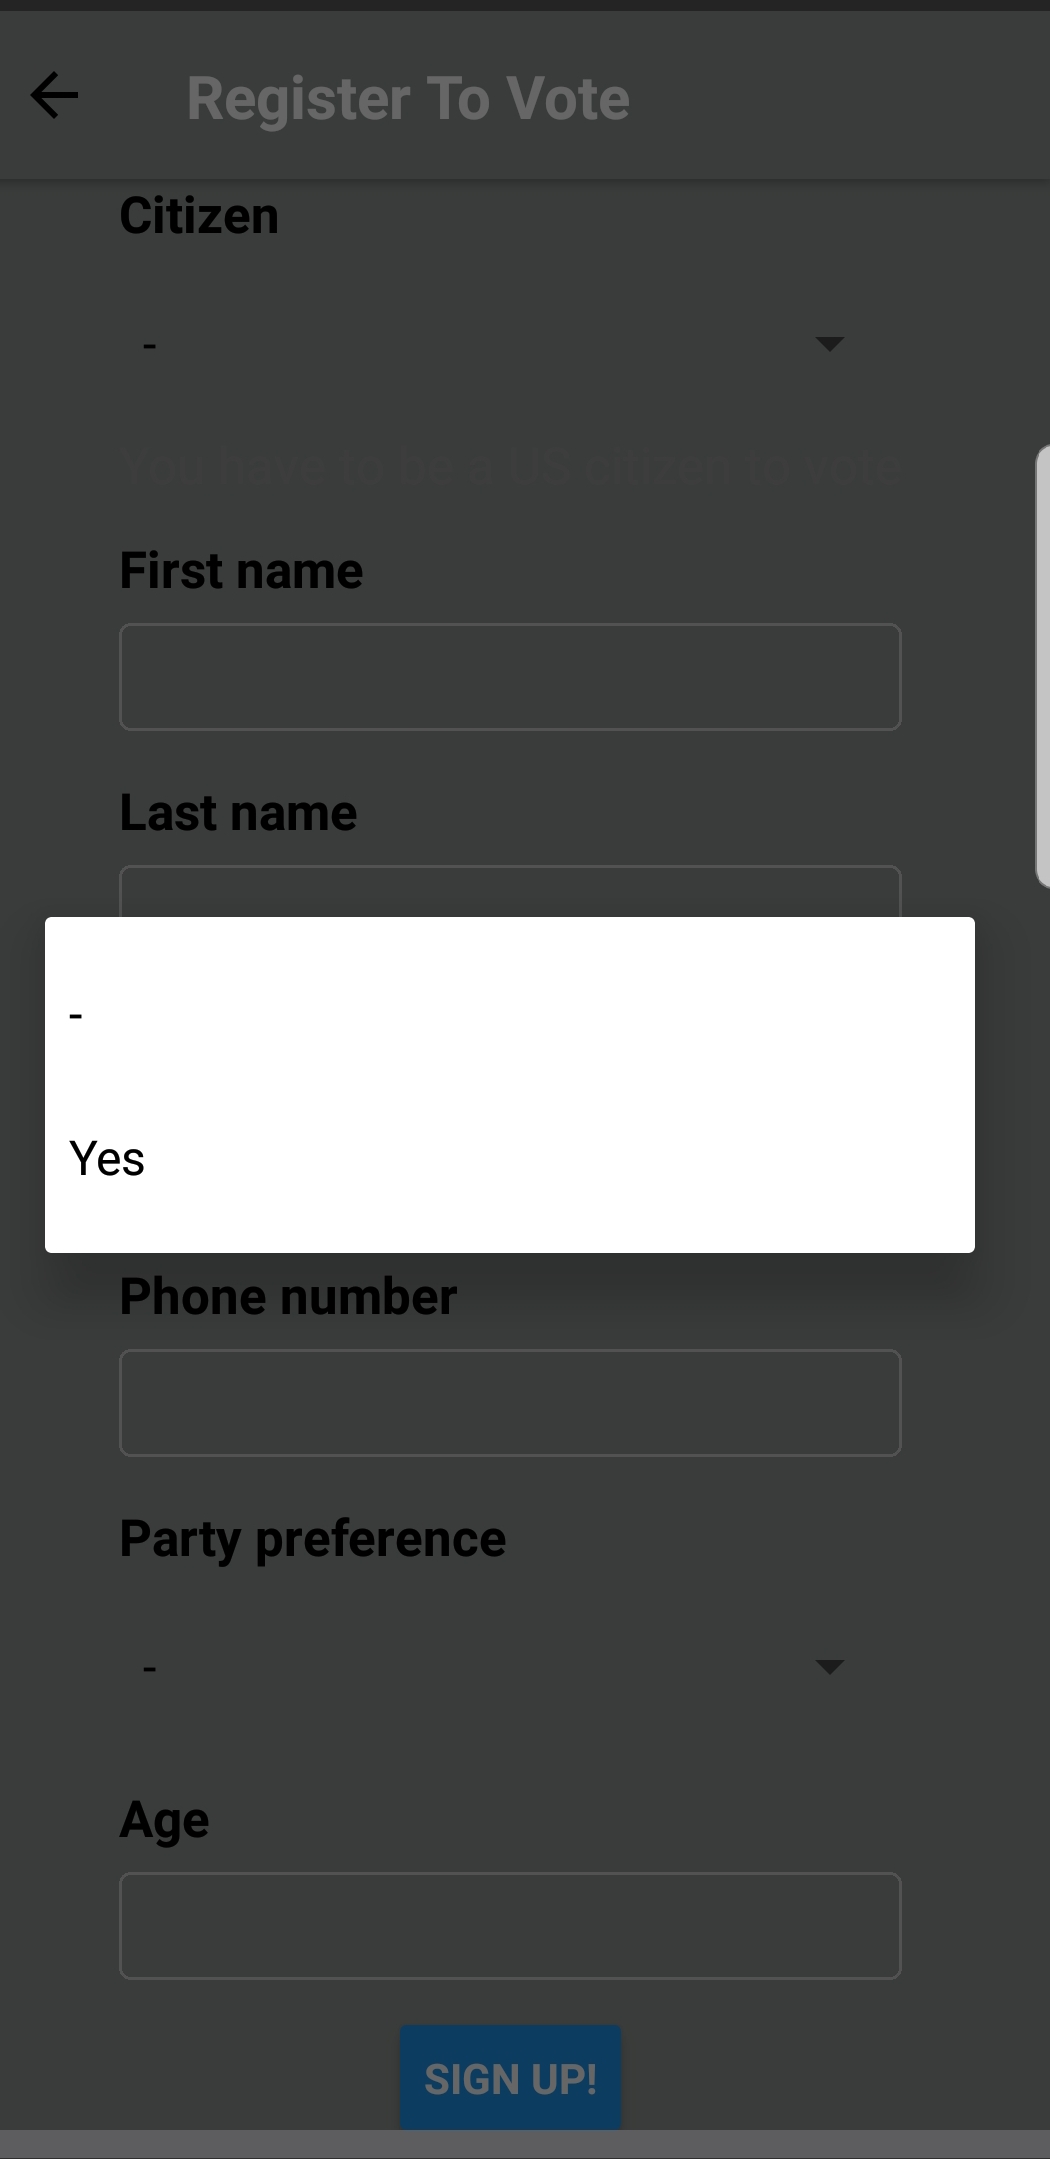 Register To Vote
Citizen
-
You have to be a US citizen to vote
First name
Last name
-
Yes
Phone number
Party preference
-
Age
SIGN UP!